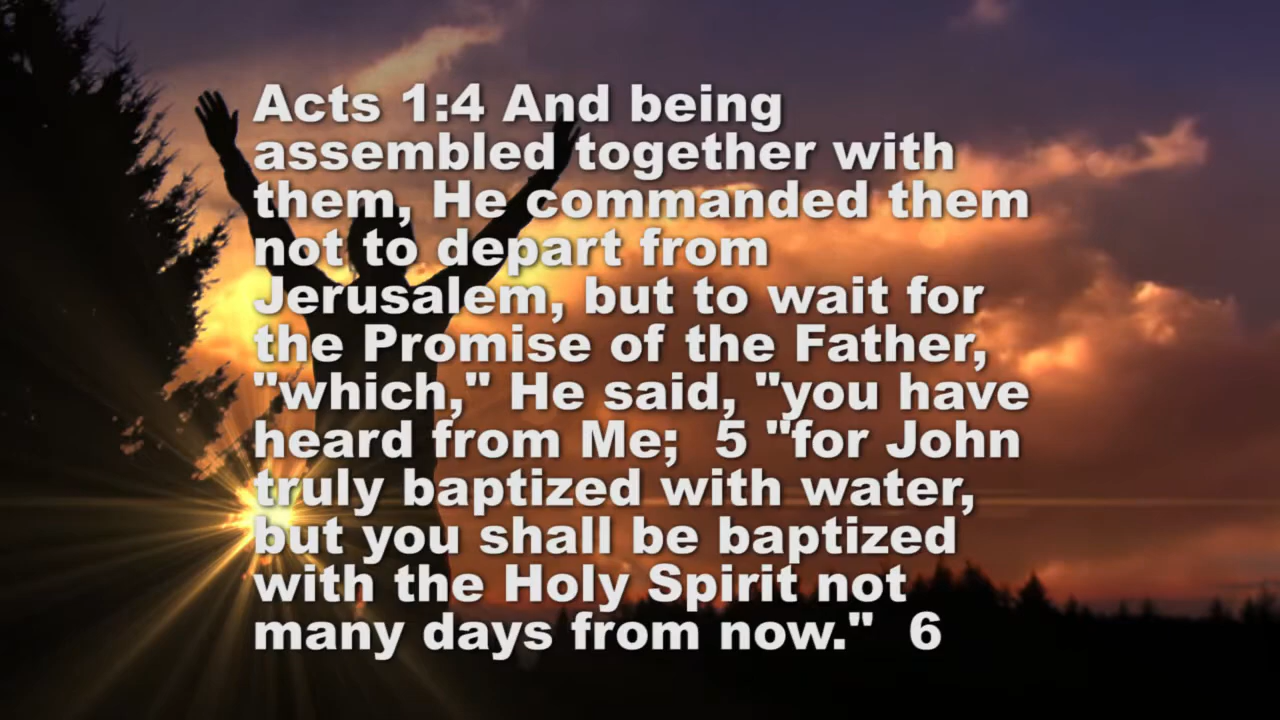 Acts 1:4 And being
assembled together with
them, He commanded them
not to depart from
Jerusalem, but to wait for
the Promise of the Father,
"which," He said, "you have
heard from Me;  5 "for John
truly baptized with water,
but you shall be baptized
with the Holy Spirit not
many days from now."  6